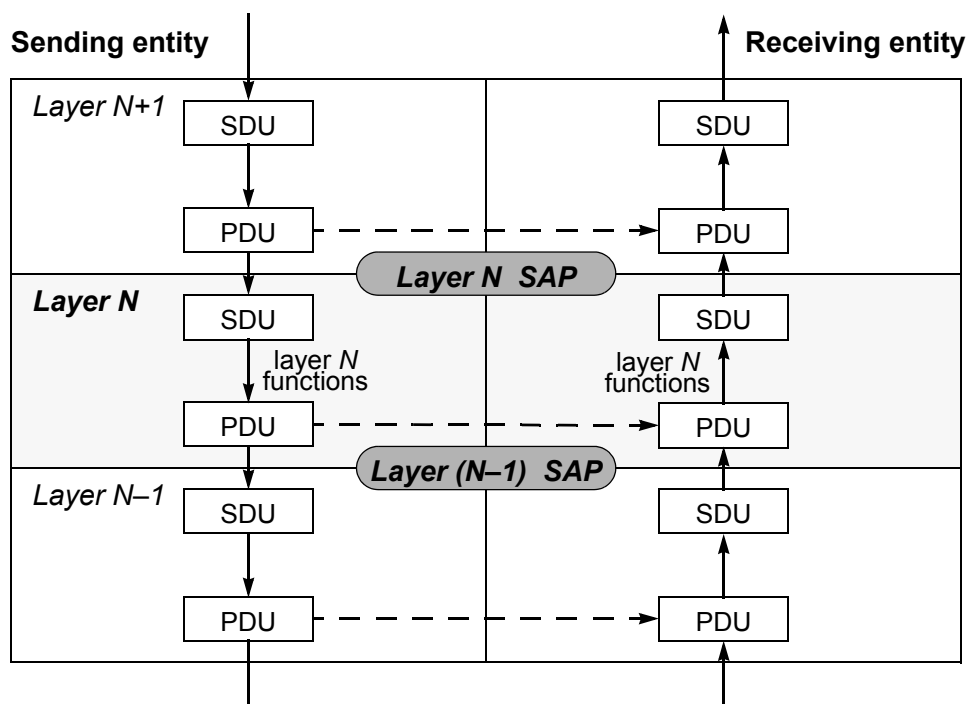 Sending entity
Receiving entity
Layer N+1
SDU
SDU
PDU
PDU
Layer N SAP
Layer N
SDU
SDU
layer N
functions
layer N
functions
PDU
PDU
Layer (N–1) SAP
Layer N–1
SDU
SDU
PDU
PDU